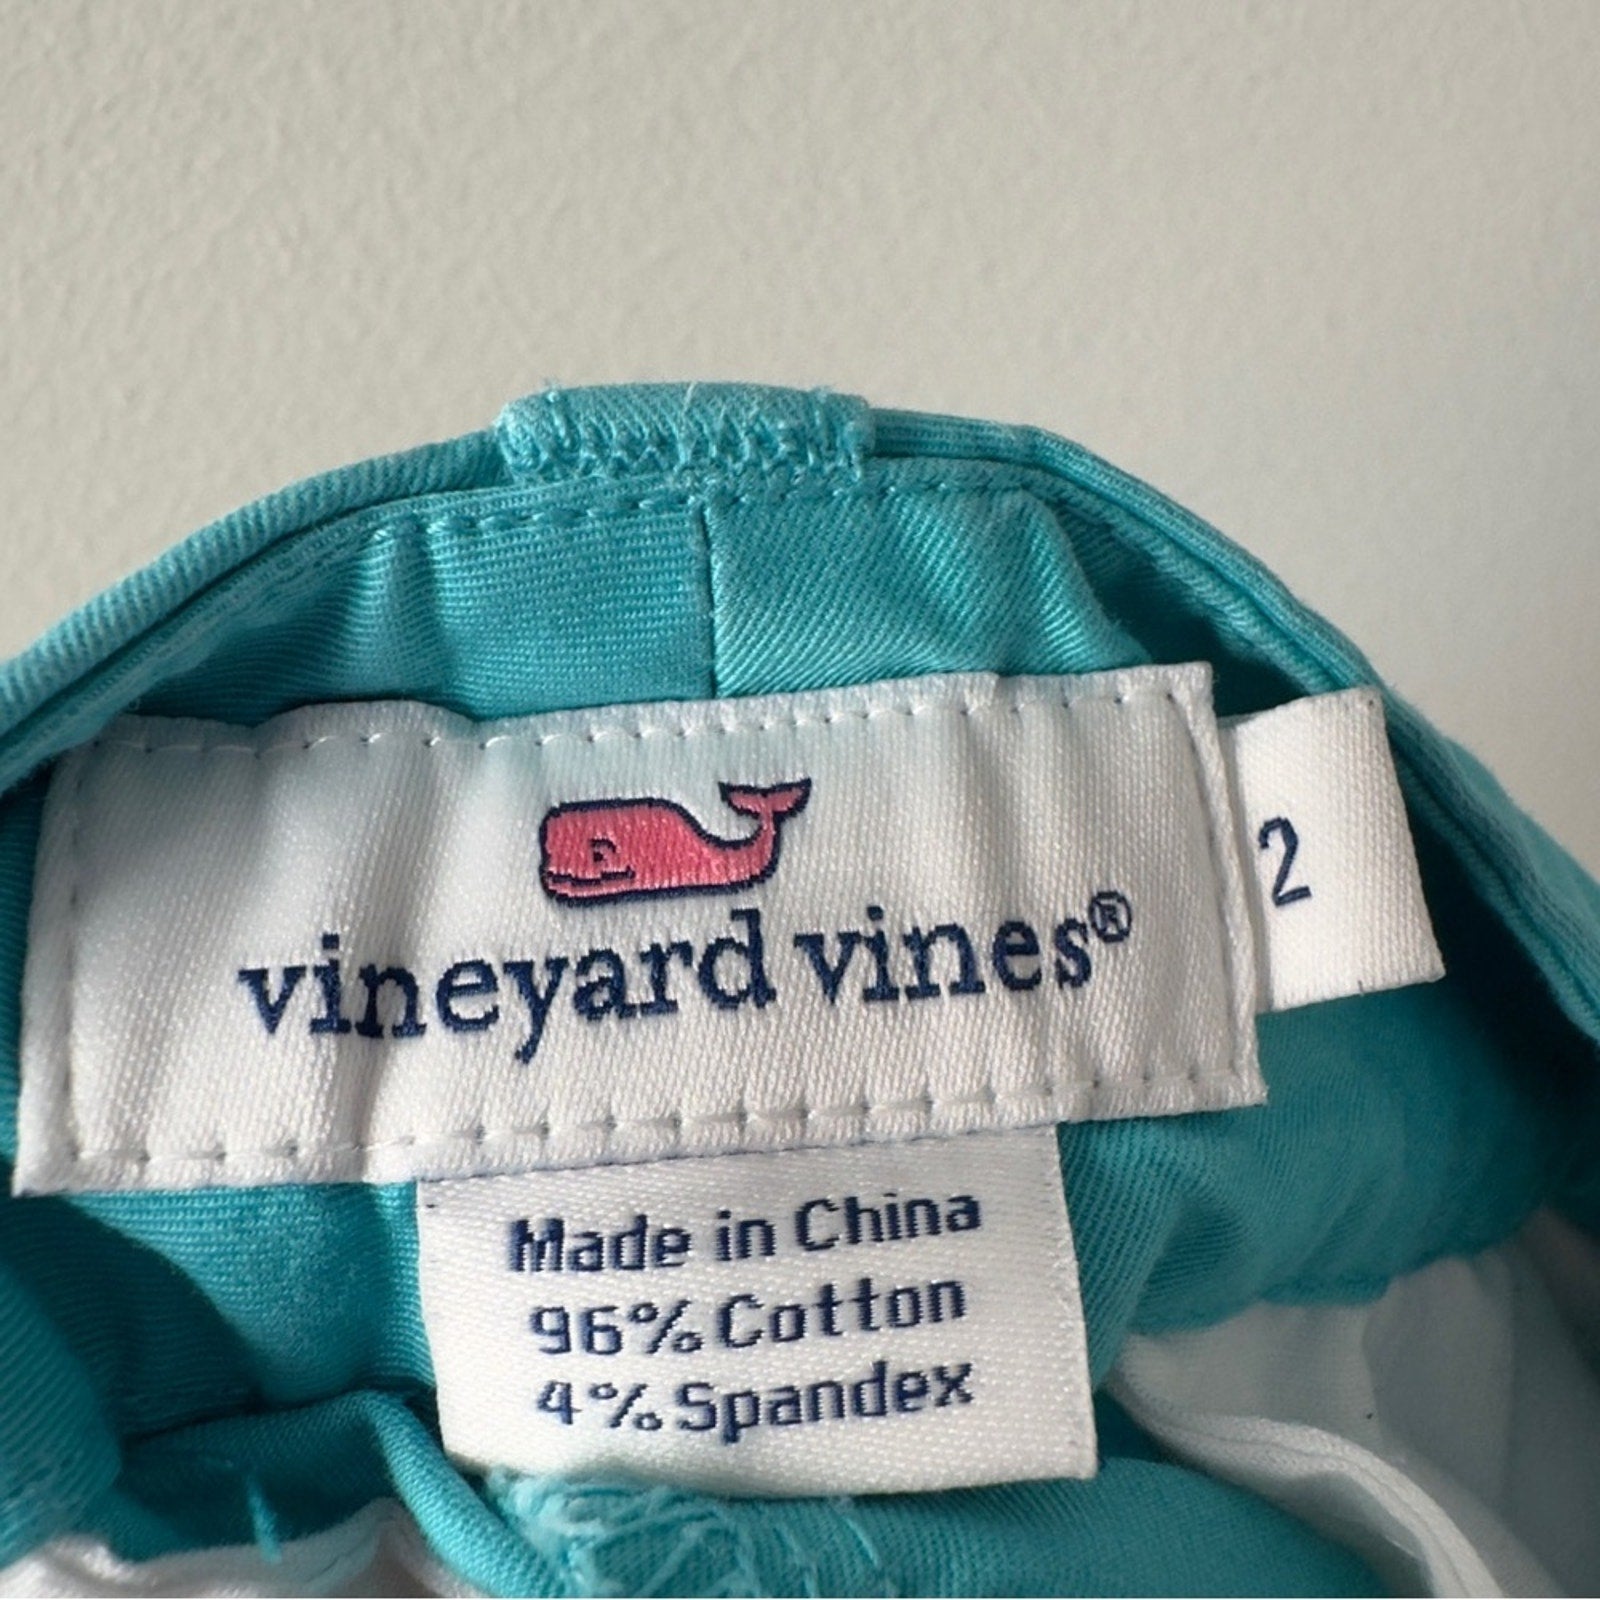 vineyard vines®
2
Made in China
96% Cotton
4% Spandex